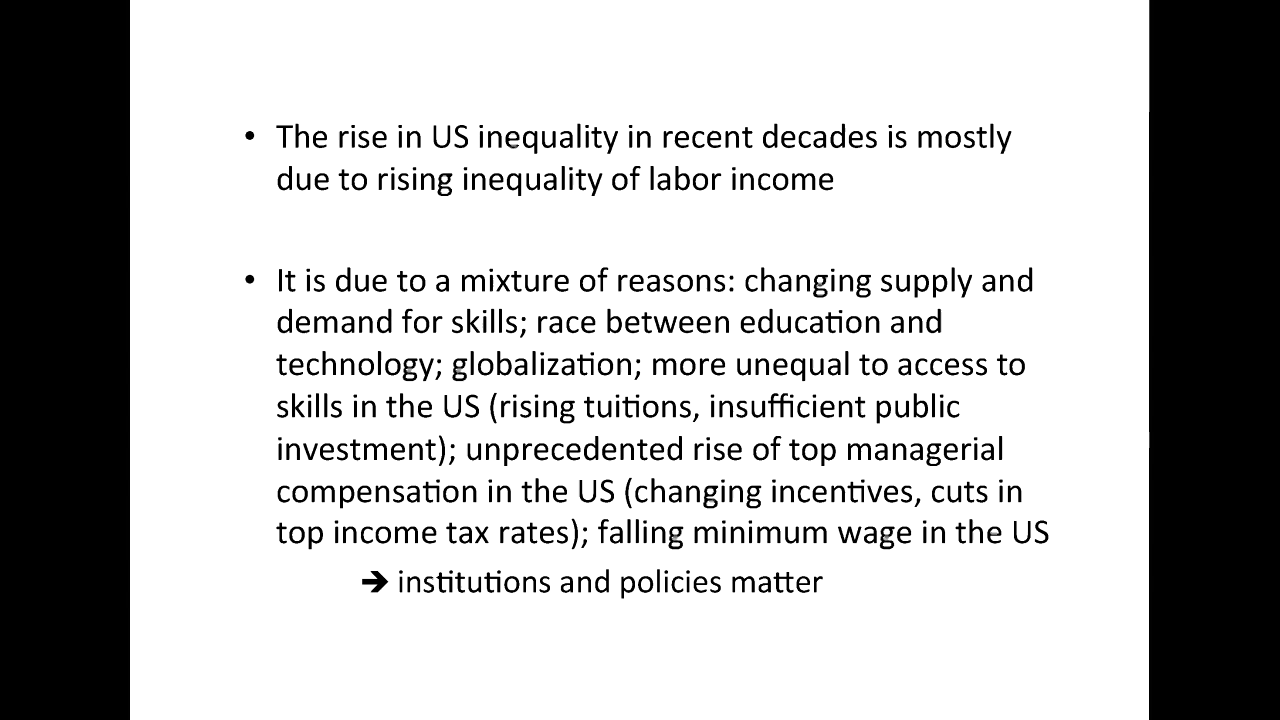 • The rise in US inequality in recent decades is mostly
due to rising inequality of labor income
• It is due to a mixture of reasons: changing supply and
demand for skills; race between education and
technology; globalization; more unequal to access to
skills in the US (rising tuitions, insufficient public
investment); unprecedented rise of top managerial
compensation in the US (changing incentives, cuts in
top income tax rates); falling minimum wage in the US
➔ institutions and policies matter